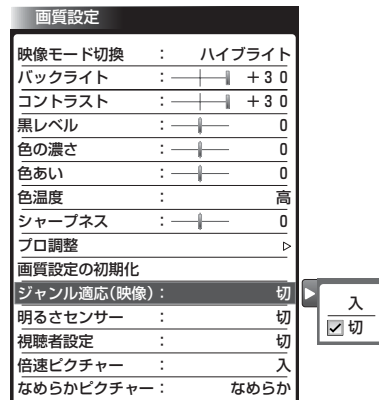 画質設定
映像モード切換 : ハイブライト
バックライト : +30
コントラスト : +30
黒レベル : 0
色の濃さ : 0
色あい : 0
色温度 : 高
シャープネス : 0
プロ調整
画質設定の初期化
ジャンル適応(映像) : 切
明るさセンサー : 切
視聴者設定 : 切
倍速ピクチャー : 入
なめらかピクチャー : なめらか
入
切